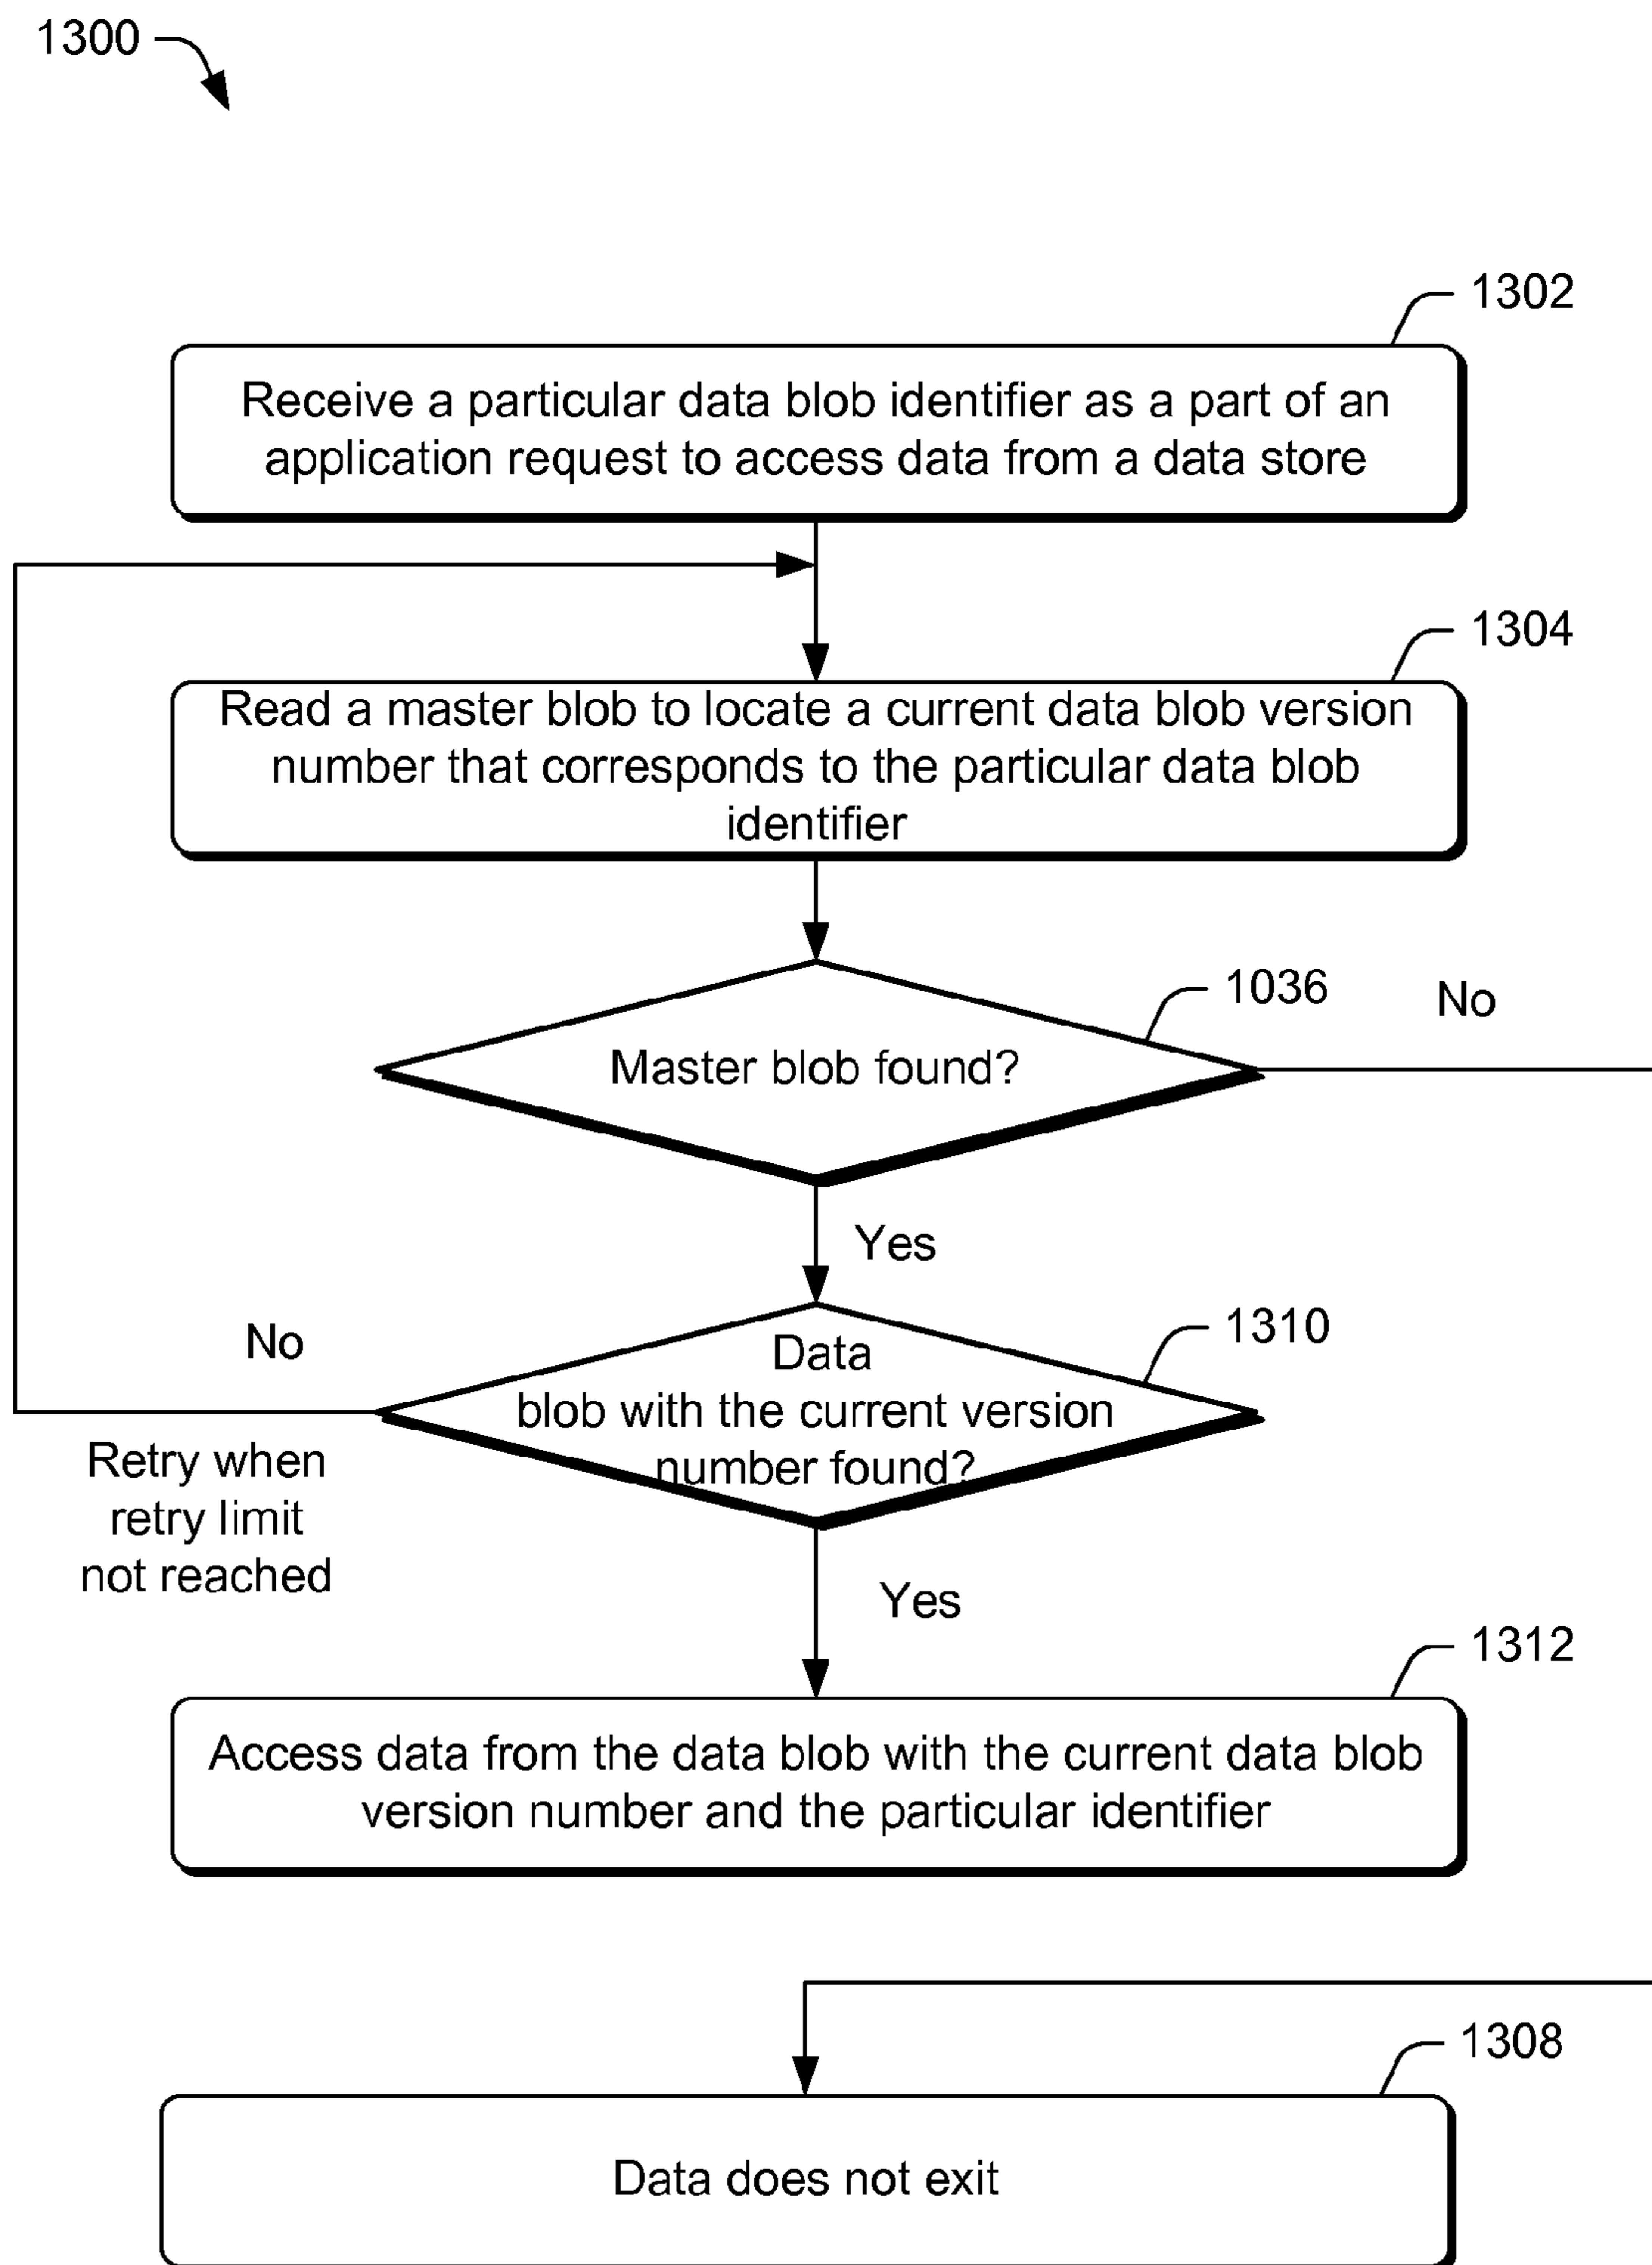 1300
1302
Receive a particular data blob identifier as a part of an
application request to access data from a data store
1304
Read a master blob to locate a current data blob version
number that corresponds to the particular data blob
identifier
1036
No
Master blob found?
Yes
1310
No
Data
blob with the current version
number found?
Retry when
retry limit
not reached
Yes
1312
Access data from the data blob with the current data blob
version number and the particular identifier
1308
Data does not exit